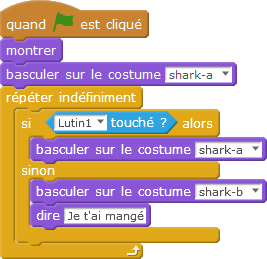 quand est cliqué
montrer
basculer sur le costume shark-a
répéter indéfiniment
si Lutin1 touché ? alors
basculer sur le costume shark-a
sinon
basculer sur le costume shark-b
dire Je t'ai mangé